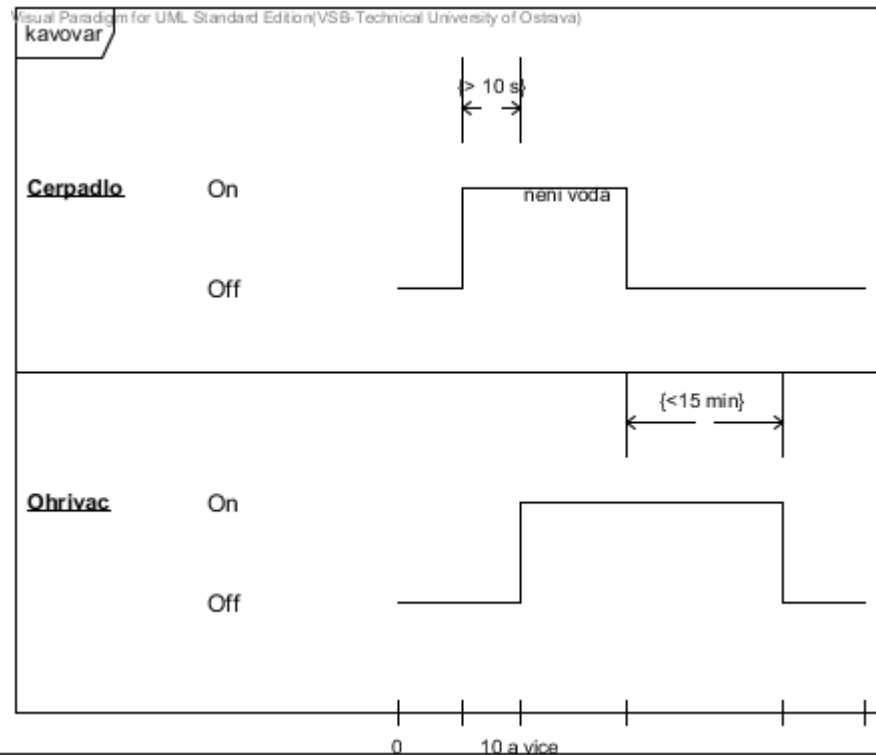 Visual Paradigm for UML Standard Edition(VSB-Technical University of Ostrava)
kavovar
{> 10 s}
Cerpadlo On
není voda
Off
{<15 min}
Ohrivac On
Off
0 10 a vice